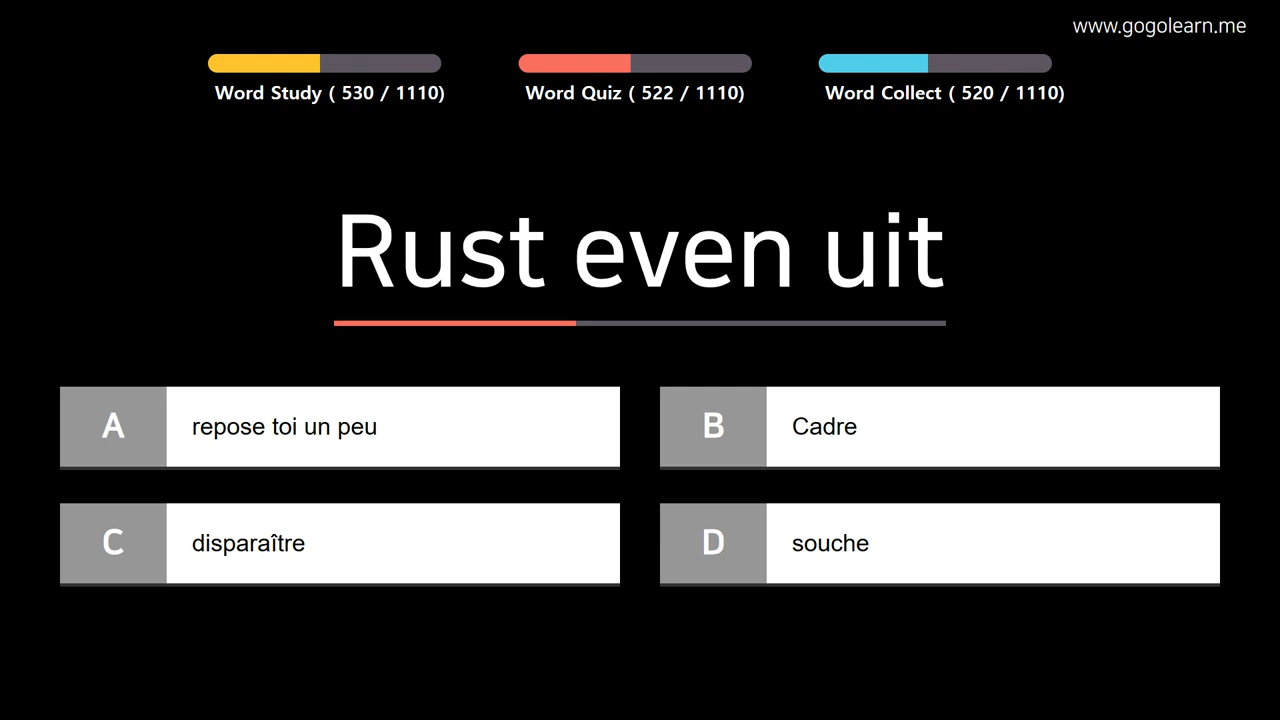 www.gogolearn.me
Word Study ( 530 / 1110)
Word Quiz ( 522 / 1110)
Word Collect ( 520 / 1110)
Rust even uit
A repose toi un peu
B Cadre
C disparaître
D souche